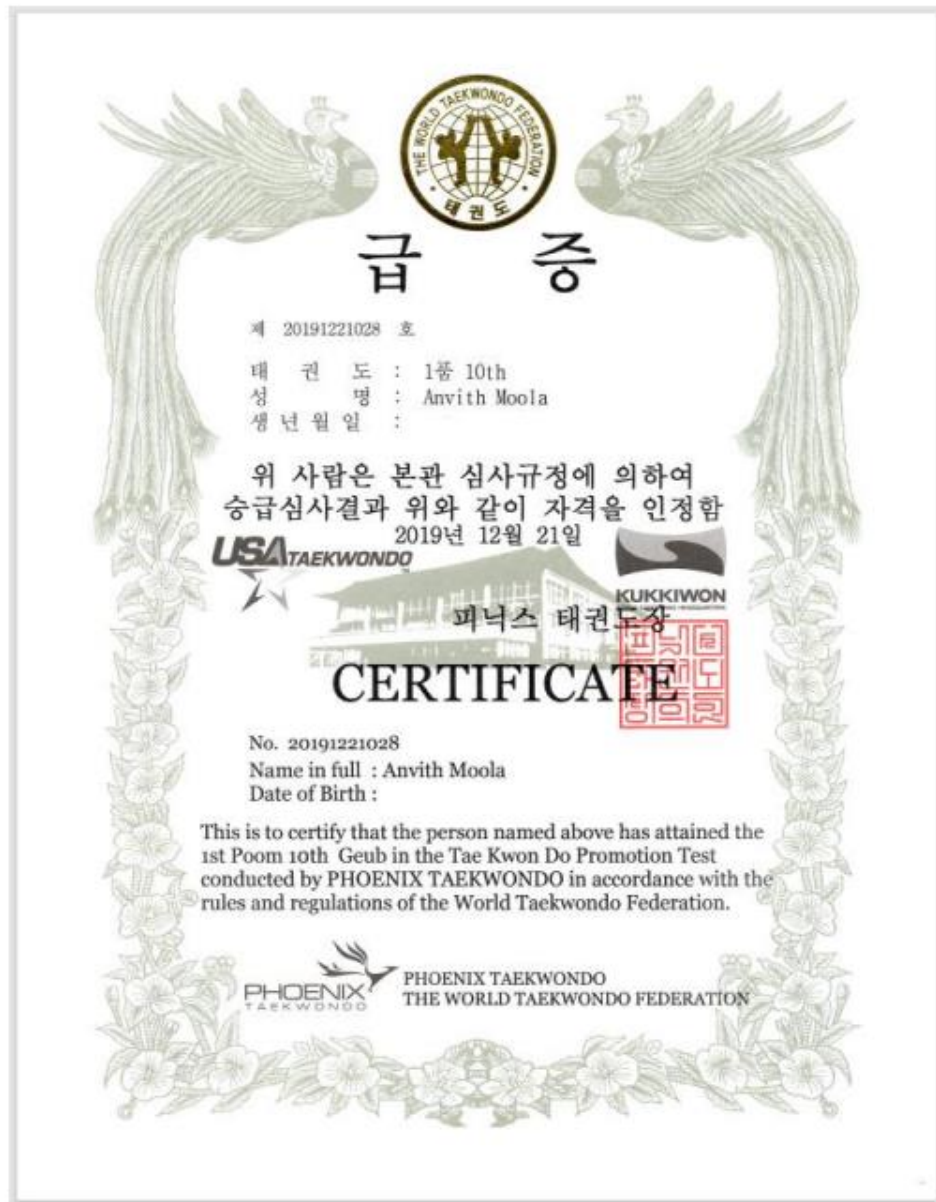 THE WORLD TAEKWONDO FEDERATION
태권도
급 증
제 20191221028 호
태 권 도 : 1품 10th
성 명 : Anvith Moola
생 년 월 일 :
위 사람은 본관 심사규정에 의하여
승급심사결과 위와 같이 자격을 인정함
2019년 12월 21일
USA TAEKWONDO
KUKKIWON
피닉스 태권도장
CERTIFICATE
No. 20191221028
Name in full : Anvith Moola
Date of Birth :
This is to certify that the person named above has attained the
1st Poom 10th Geub in the Tae Kwon Do Promotion Test
conducted by PHOENIX TAEKWONDO in accordance with the
rules and regulations of the World Taekwondo Federation.
PHOENIX
TAEKWONDO
PHOENIX TAEKWONDO
THE WORLD TAEKWONDO FEDERATION